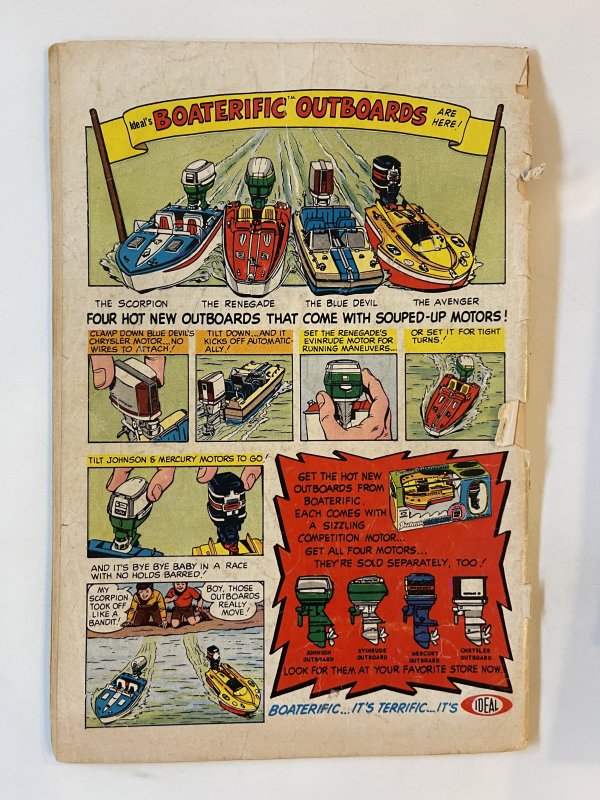 Ideal's BOATERIFIC™ OUTBOARDS ARE HERE!
THE SCORPION THE RENEGADE THE BLUE DEVIL THE AVENGER
FOUR HOT NEW OUTBOARDS THAT COME WITH SOUPED-UP MOTORS!
CLAMP DOWN BLUE DEVIL'S
CHRYSLER MOTOR...NO
WIRES TO ATTACH!
TILT DOWN...AND IT
KICKS OFF AUTOMATIC-
ALLY!
SET THE RENEGADE'S
EVINRUDE MOTOR FOR
RUNNING MANEUVERS...
OR SET IT FOR TIGHT
TURNS!
TILT JOHNSON & MERCURY MOTORS TO GO!
AND IT'S BYE BYE BABY IN A RACE
WITH NO HOLDS BARRED!
MY
SCORPION
TOOK OFF
LIKE A
BANDIT!
BOY, THOSE
OUTBOARDS
REALLY
MOVE!
GET THE HOT NEW
OUTBOARDS FROM
BOATERIFIC.
EACH COMES WITH
A SIZZLING
COMPETITION MOTOR...
GET ALL FOUR MOTORS...
THEY'RE SOLD SEPARATELY, TOO!
JOHNSON
OUTBOARD
EVINRUDE
OUTBOARD
MERCURY
OUTBOARD
CHRYSLER
OUTBOARD
LOOK FOR THEM AT YOUR FAVORITE STORE NOW.
BOATERIFIC...IT'S TERRIFIC...IT'S IDEAL